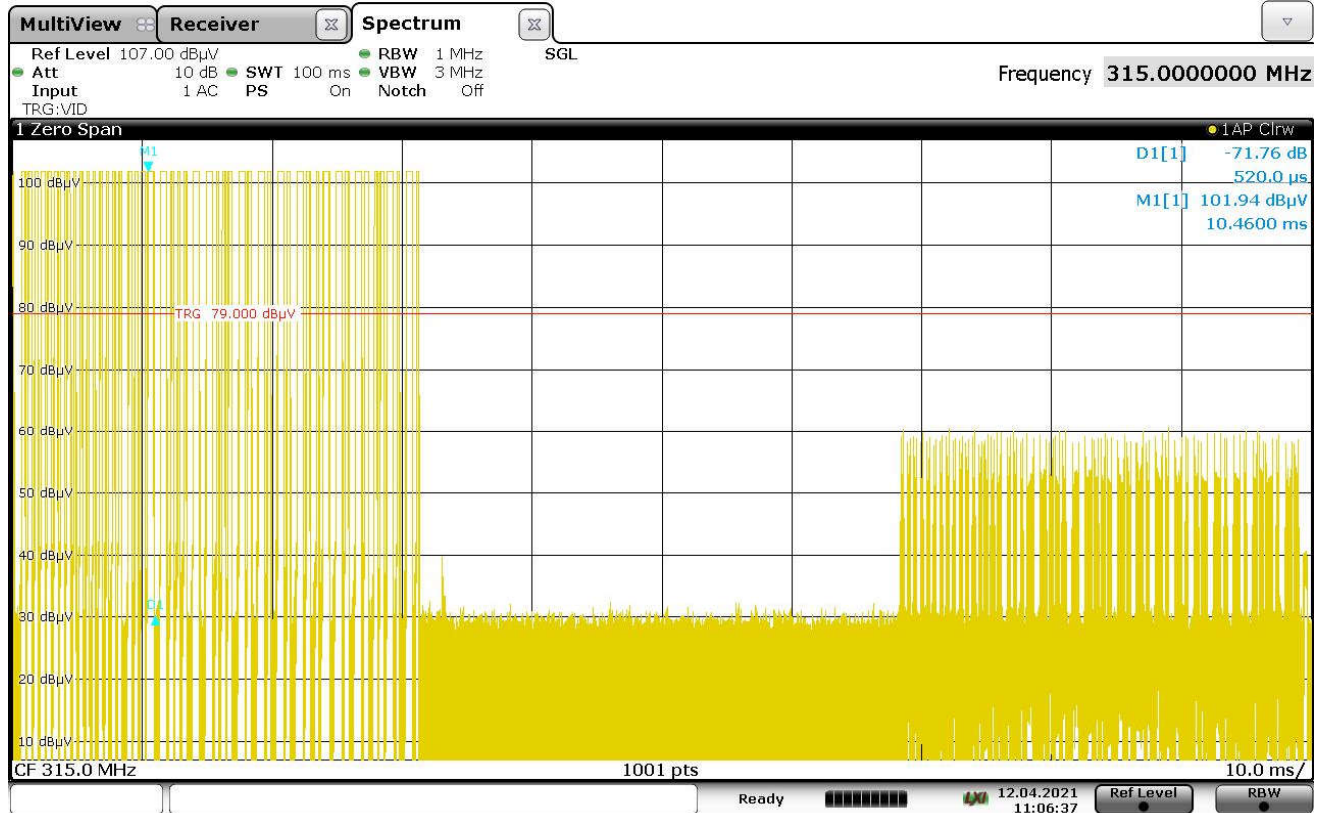 MultiView Receiver Spectrum
Ref Level 107.00 dBµV RBW 1 MHz SGL
Att 10 dB SWT 100 ms VBW 3 MHz
Input 1 AC PS On Notch Off
TRG:VID
Frequency 315.0000000 MHz
1 Zero Span 1AP Clrw
M1
D1[1] -71.76 dB
520.0 µs
M1[1] 101.94 dBµV
10.4600 ms
100 dBµV
90 dBµV
80 dBµV
TRG 79.000 dBµV
70 dBµV
60 dBµV
50 dBµV
40 dBµV
D1
30 dBµV
20 dBµV
10 dBµV
CF 315.0 MHz 1001 pts 10.0 ms/
Ready LXI 12.04.2021 Ref Level RBW
11:06:37